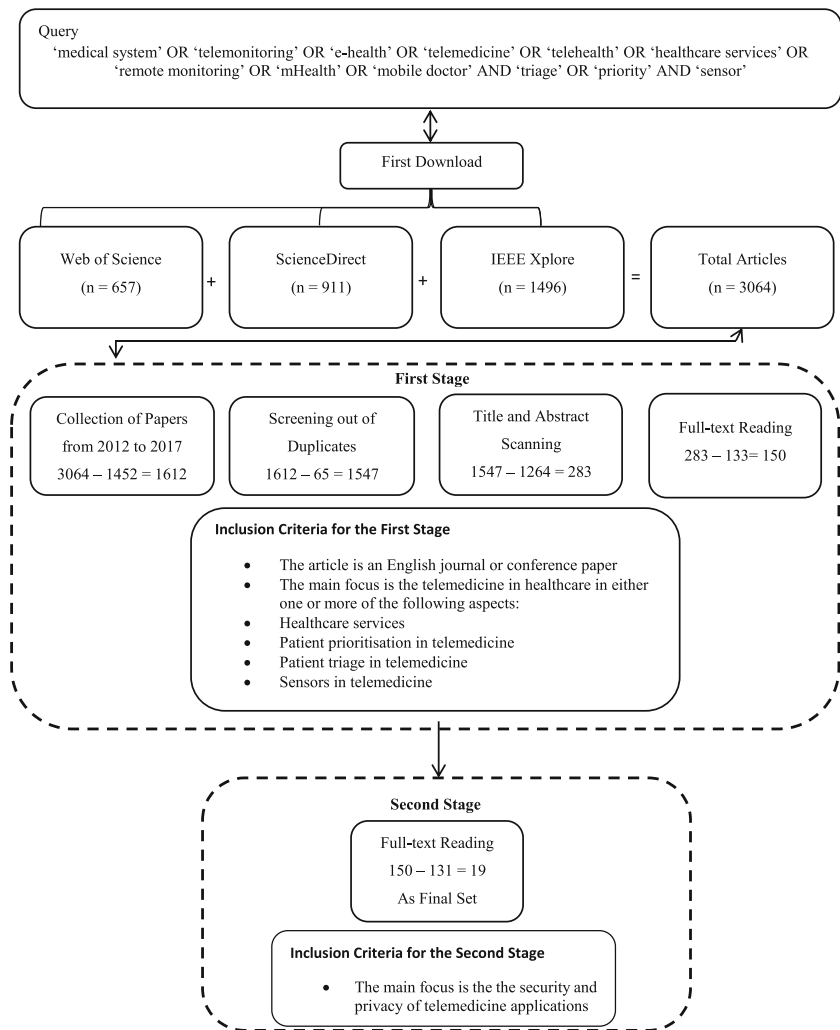 Query
‘medical system’ OR ‘telemonitoring’ OR ‘e-health’ OR ‘telemedicine’ OR ‘telehealth’ OR ‘healthcare services’ OR
‘remote monitoring’ OR ‘mHealth’ OR ‘mobile doctor’ AND ‘triage’ OR ‘priority’ AND ‘sensor’
First Download
Web of Science
(n = 657)
+
ScienceDirect
(n = 911)
+
IEEE Xplore
(n = 1496)
=
Total Articles
(n = 3064)
First Stage
Collection of Papers
from 2012 to 2017
3064 – 1452 = 1612
Screening out of
Duplicates
1612 – 65 = 1547
Title and Abstract
Scanning
1547 – 1264 = 283
Full-text Reading
283 – 133= 150
Inclusion Criteria for the First Stage
• The article is an English journal or conference paper
• The main focus is the telemedicine in healthcare in either
one or more of the following aspects:
• Healthcare services
• Patient prioritisation in telemedicine
• Patient triage in telemedicine
• Sensors in telemedicine
Second Stage
Full-text Reading
150 – 131 = 19
As Final Set
Inclusion Criteria for the Second Stage
• The main focus is the the security and
privacy of telemedicine applications